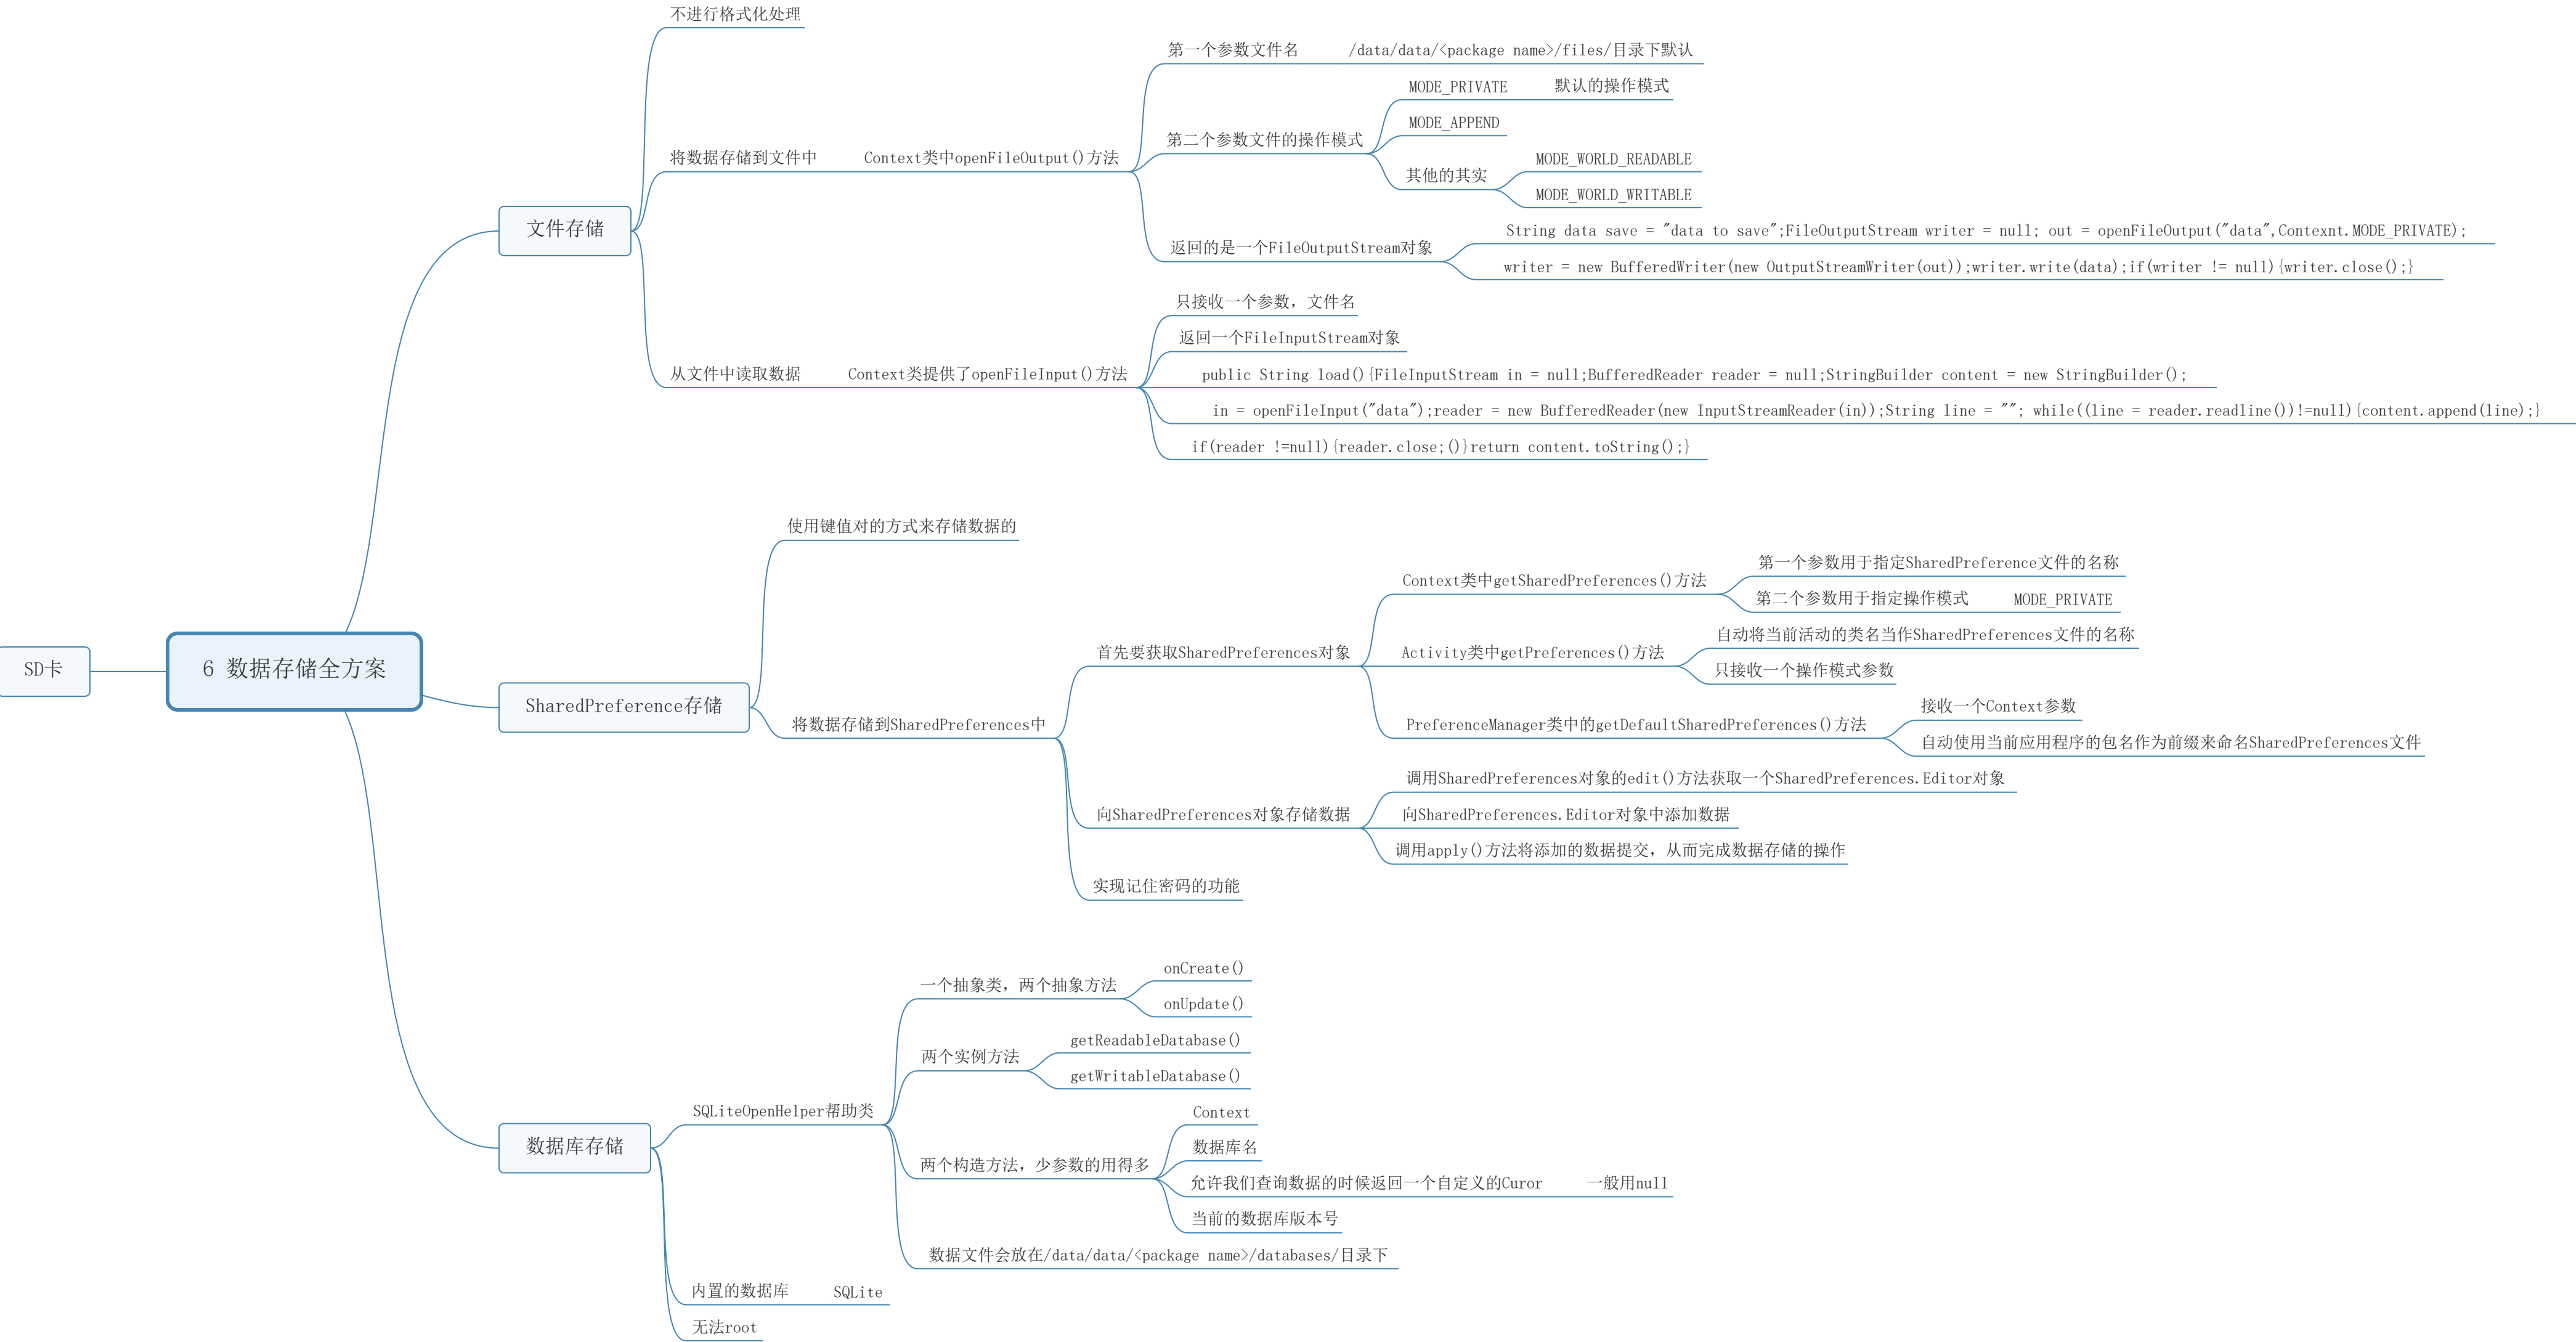 6 数据存储全方案
SD卡
文件存储
不进行格式化处理
将数据存储到文件中
Context类中openFileOutput()方法
第一个参数文件名
/data/data/<package name>/files/目录下默认
第二个参数文件的操作模式
MODE_PRIVATE
默认的操作模式
MODE_APPEND
其他的其实
MODE_WORLD_READABLE
MODE_WORLD_WRITABLE
返回的是一个FileOutputStream对象
String data save = "data to save";FileOutputStream writer = null; out = openFileOutput("data",Contexnt.MODE_PRIVATE);
writer = new BufferedWriter(new OutputStreamWriter(out));writer.write(data);if(writer != null){writer.close();}
从文件中读取数据
Context类提供了openFileInput()方法
只接收一个参数，文件名
返回一个FileInputStream对象
public String load(){FileInputStream in = null;BufferedReader reader = null;StringBuilder content = new StringBuilder();
in = openFileInput("data");reader = new BufferedReader(new InputStreamReader(in));String line = ""; while((line = reader.readline())!=null){content.append(line);}
if(reader !=null){reader.close;()}return content.toString();}
SharedPreference存储
使用键值对的方式来存储数据的
将数据存储到SharedPreferences中
首先要获取SharedPreferences对象
Context类中getSharedPreferences()方法
第一个参数用于指定SharedPreference文件的名称
第二个参数用于指定操作模式
MODE_PRIVATE
Activity类中getPreferences()方法
自动将当前活动的类名当作SharedPreferences文件的名称
只接收一个操作模式参数
PreferenceManager类中的getDefaultSharedPreferences()方法
接收一个Context参数
自动使用当前应用程序的包名作为前缀来命名SharedPreferences文件
向SharedPreferences对象存储数据
调用SharedPreferences对象的edit()方法获取一个SharedPreferences.Editor对象
向SharedPreferences.Editor对象中添加数据
调用apply()方法将添加的数据提交，从而完成数据存储的操作
实现记住密码的功能
数据库存储
SQLiteOpenHelper帮助类
一个抽象类，两个抽象方法
onCreate()
onUpdate()
两个实例方法
getReadableDatabase()
getWritableDatabase()
两个构造方法，少参数的用得多
Context
数据库名
允许我们查询数据的时候返回一个自定义的Curor
一般用null
当前的数据库版本号
数据文件会放在/data/data/<package name>/databases/目录下
内置的数据库
SQLite
无法root